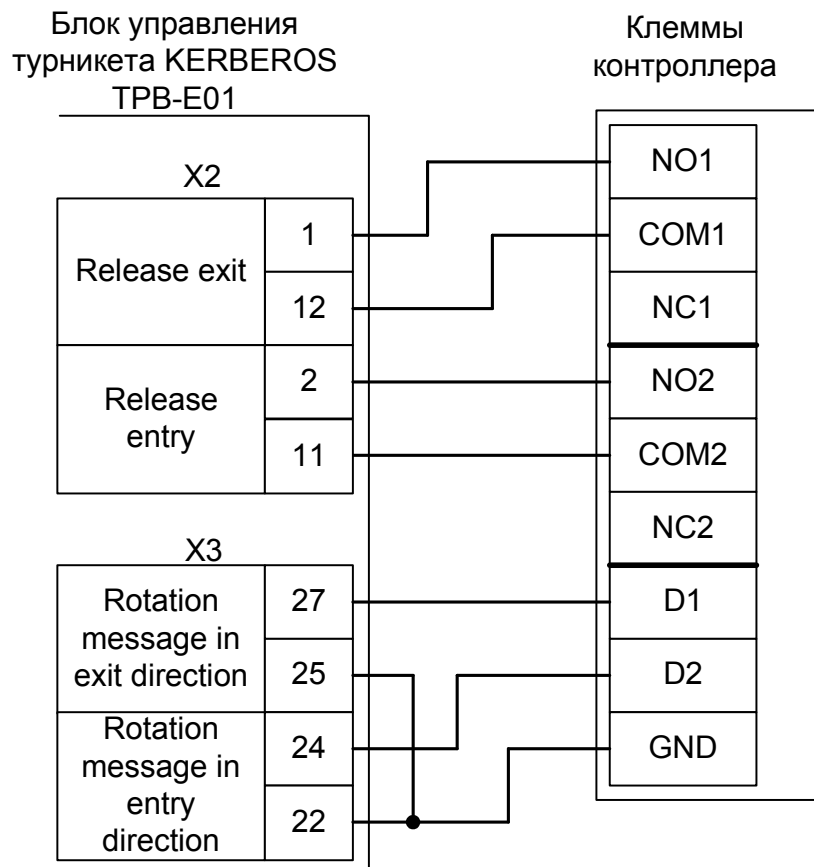 Блок управления
турникета KERBEROS
TPB-E01
Клеммы
контроллера
X2
Release exit
1
12
Release
entry
2
11
X3
Rotation
message in
exit direction
27
25
Rotation
message in
entry
direction
24
22
NO1
COM1
NC1
NO2
COM2
NC2
D1
D2
GND